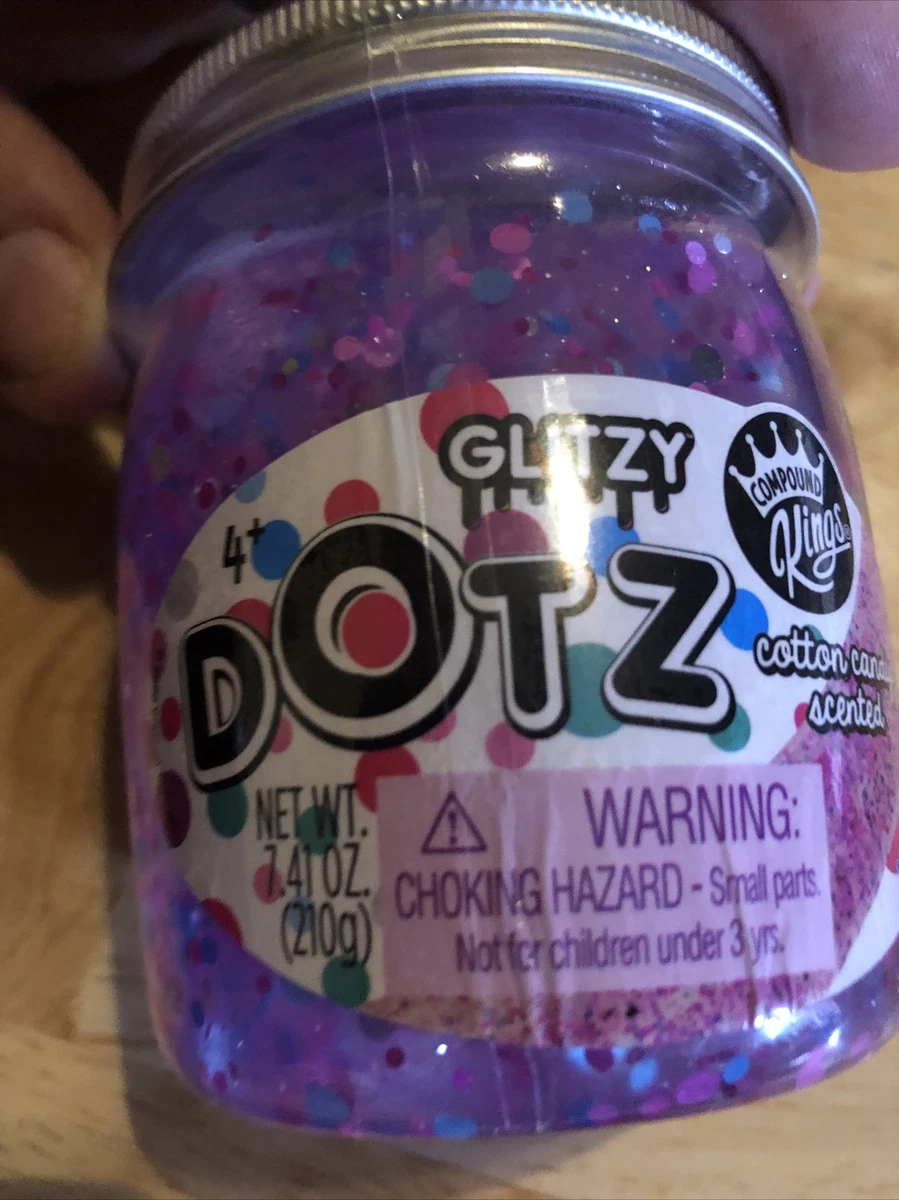 GLITZY
COMPOUND
Kings®
4+
DOTZ
cotton cand
scented
NET WT.
7.41 OZ.
(210g)
WARNING:
CHOKING HAZARD - Small parts.
Not for children under 3 yrs.